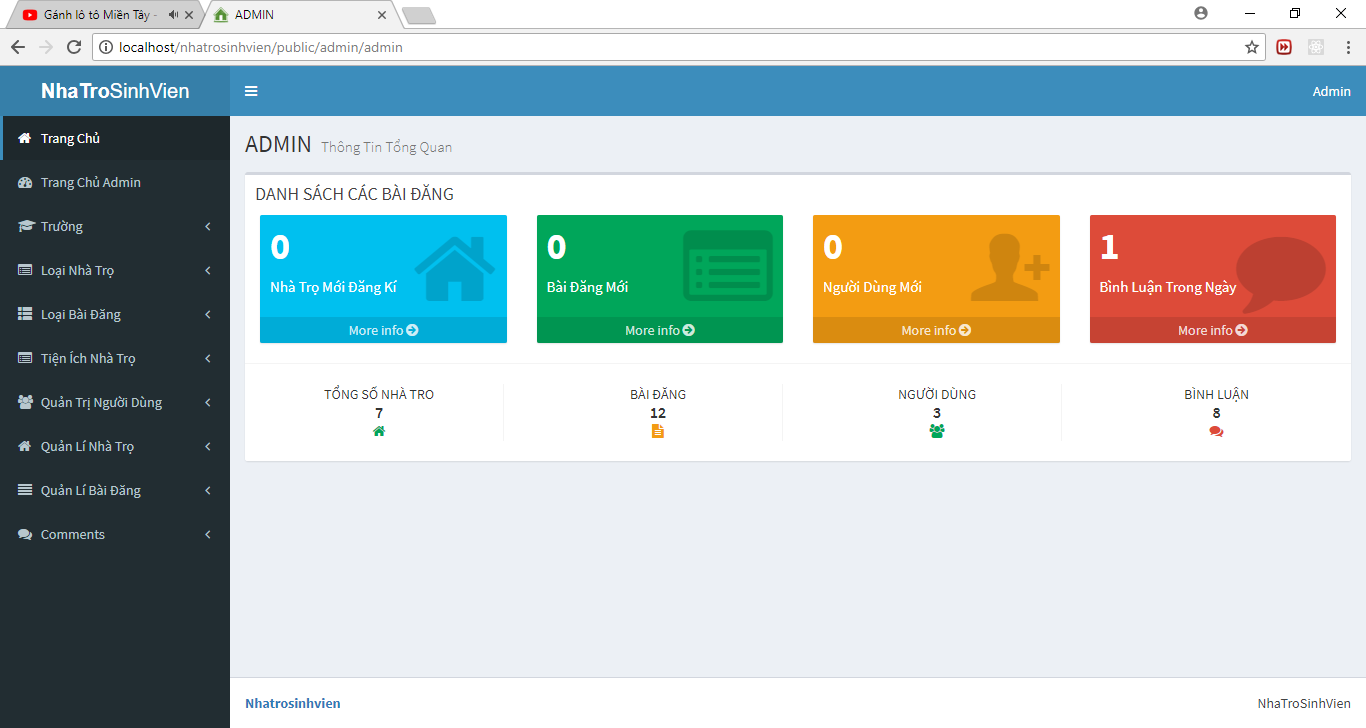 Gánh lô tô Miền Tây -
ADMIN
localhost/nhatrosinhvien/public/admin/admin
NhaTroSinhVien
Admin
Trang Chủ
Trang Chủ Admin
Trường
Loại Nhà Trọ
Loại Bài Đăng
Tiện Ích Nhà Trọ
Quản Trị Người Dùng
Quản Lí Nhà Trọ
Quản Lí Bài Đăng
Comments
ADMIN Thông Tin Tổng Quan
DANH SÁCH CÁC BÀI ĐĂNG
0
Nhà Trọ Mới Đăng Kí
More info
0
Bài Đăng Mới
More info
0
Người Dùng Mới
More info
1
Bình Luận Trong Ngày
More info
TỔNG SỐ NHÀ TRO
7
BÀI ĐĂNG
12
NGƯỜI DÙNG
3
BÌNH LUẬN
8
Nhatrosinhvien
NhaTroSinhVien